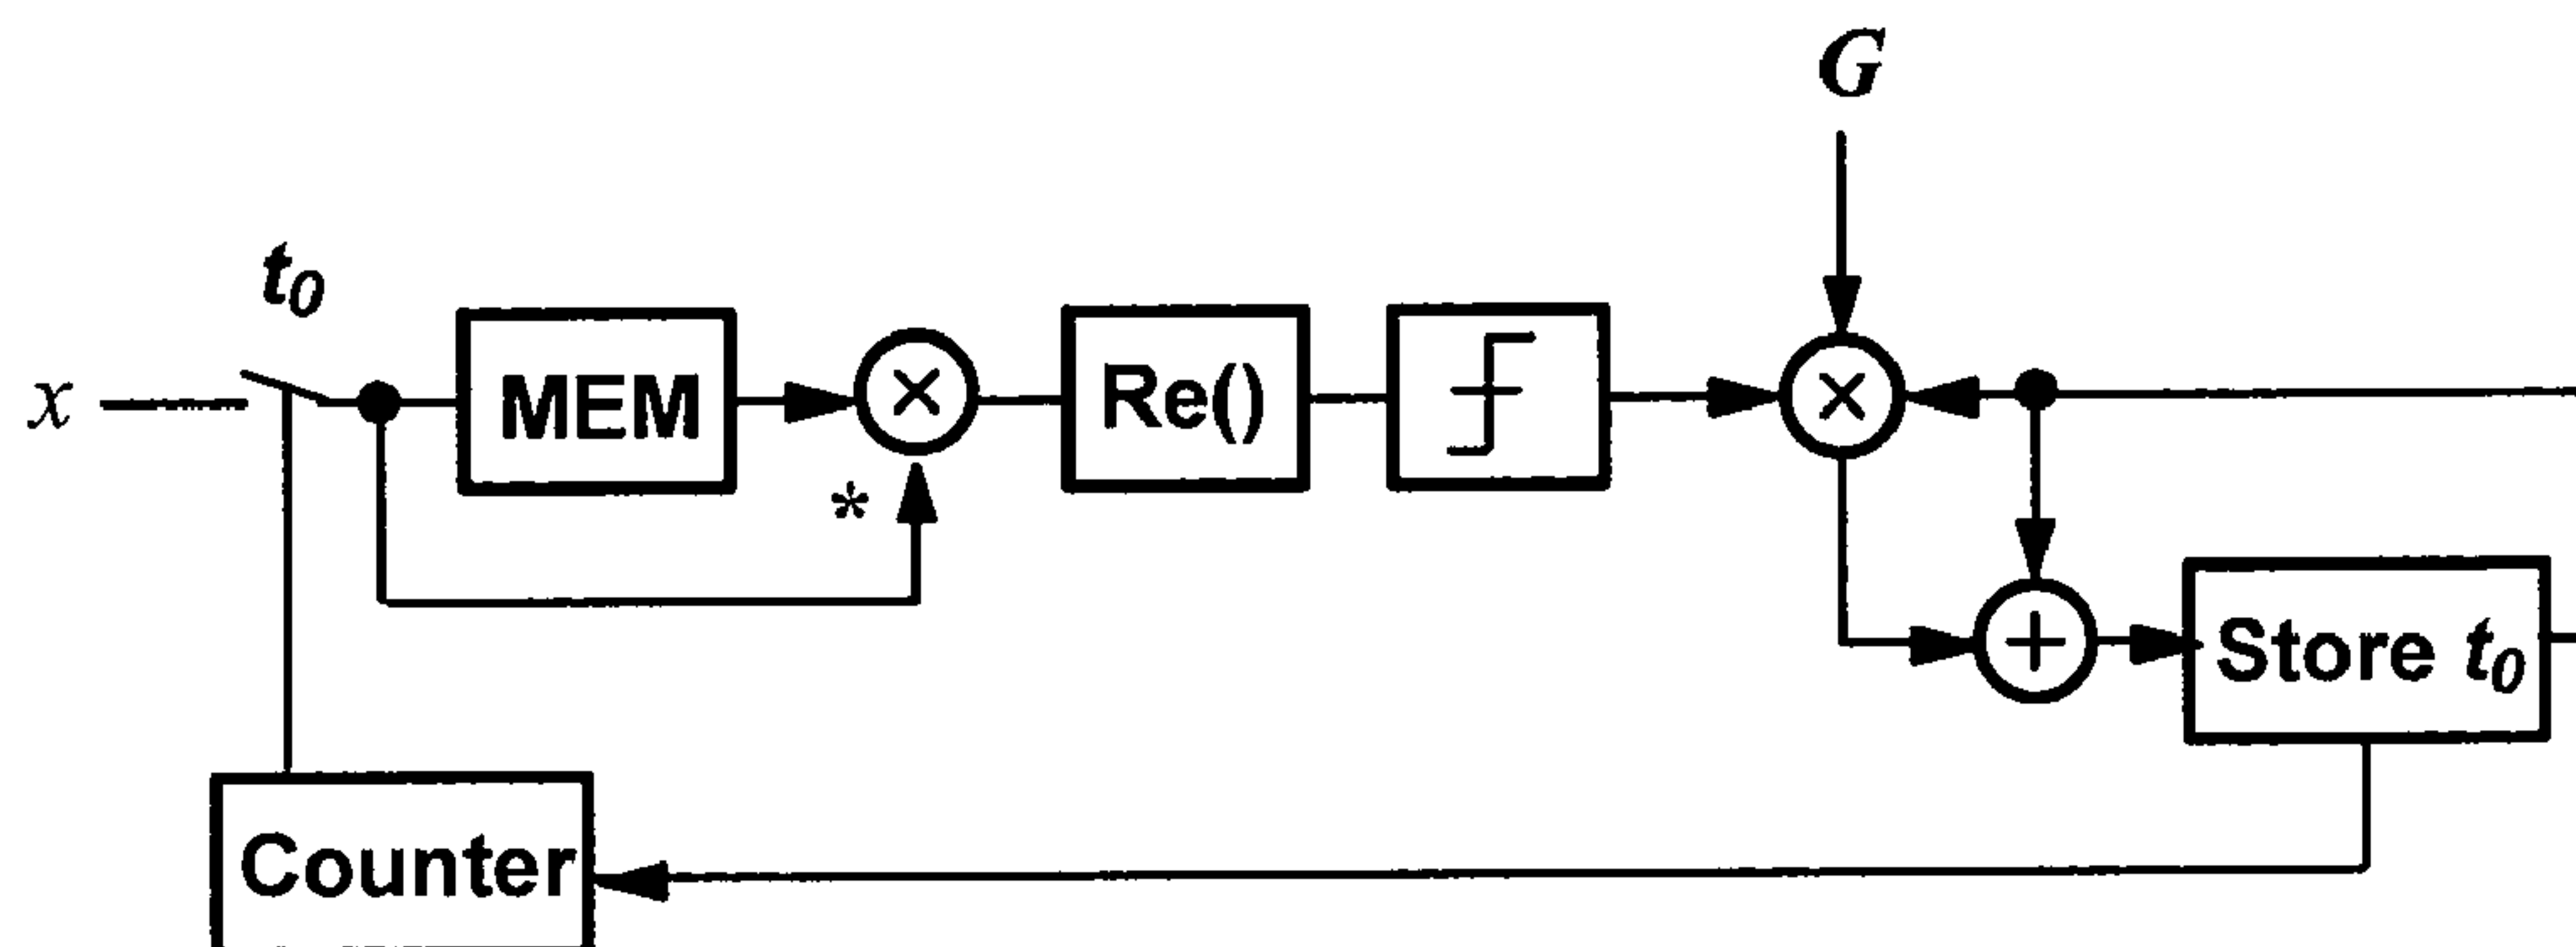 G
t₀
x
MEM
*
Re()
Store t₀
Counter